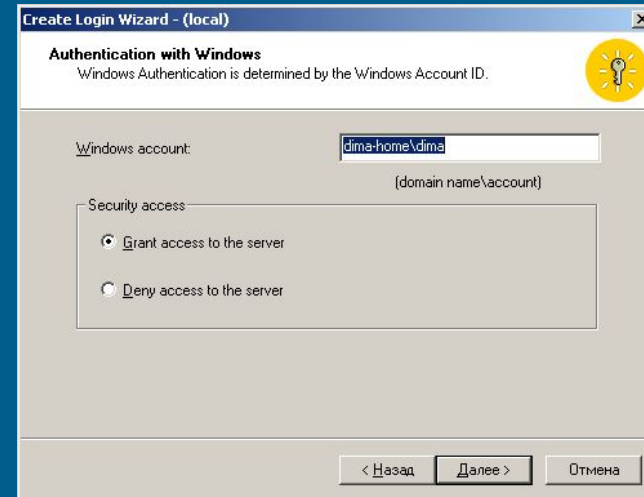 Create Login Wizard - (local)
Authentication with Windows
Windows Authentication is determined by the Windows Account ID.
Windows account:
dima-home\dima
(domain name\account)
Security access
Grant access to the server
Deny access to the server
< Назад
Далее >
Отмена